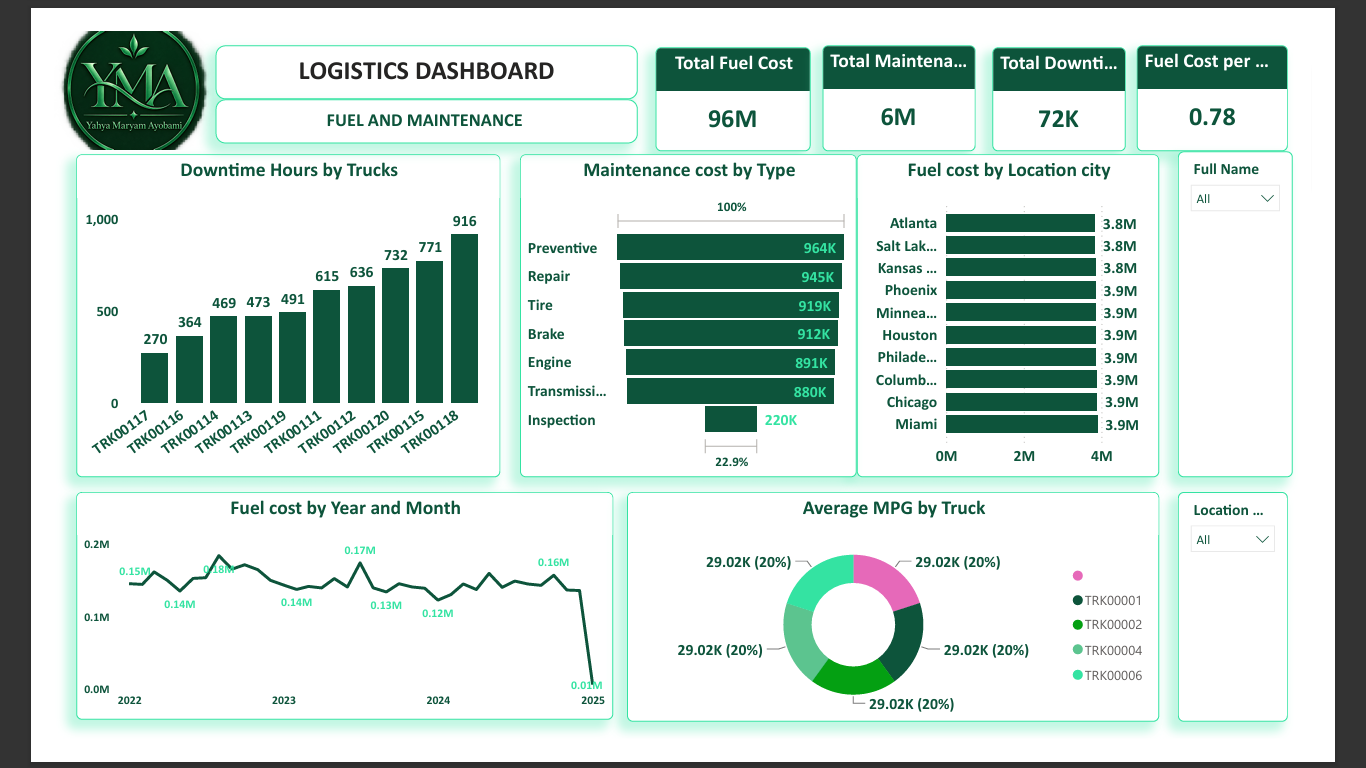 YMA
Yahya Maryam Ayobami
LOGISTICS DASHBOARD
FUEL AND MAINTENANCE
Total Fuel Cost
96M
Total Maintena...
6M
Total Downti...
72K
Fuel Cost per ...
0.78
Downtime Hours by Trucks
1,000
500
0
270
364
469
473
491
615
636
732
771
916
TRK00117
TRK00116
TRK00114
TRK00113
TRK00119
TRK00111
TRK00112
TRK00120
TRK00115
TRK00118
Maintenance cost by Type
100%
Preventive 964K
Repair 945K
Tire 919K
Brake 912K
Engine 891K
Transmissi... 880K
Inspection 220K
22.9%
Fuel cost by Location city
Atlanta 3.8M
Salt Lak... 3.8M
Kansas ... 3.8M
Phoenix 3.9M
Minnea... 3.9M
Houston 3.9M
Philade... 3.9M
Columb... 3.9M
Chicago 3.9M
Miami 3.9M
0M 2M 4M
Full Name
All
Fuel cost by Year and Month
0.2M
0.1M
0.0M
0.15M
0.14M
0.18M
0.14M
0.17M
0.13M
0.12M
0.16M
0.01M
2022 2023 2024 2025
Average MPG by Truck
29.02K (20%)
29.02K (20%)
29.02K (20%)
29.02K (20%)
29.02K (20%)
TRK00001
TRK00002
TRK00004
TRK00006
Location ...
All